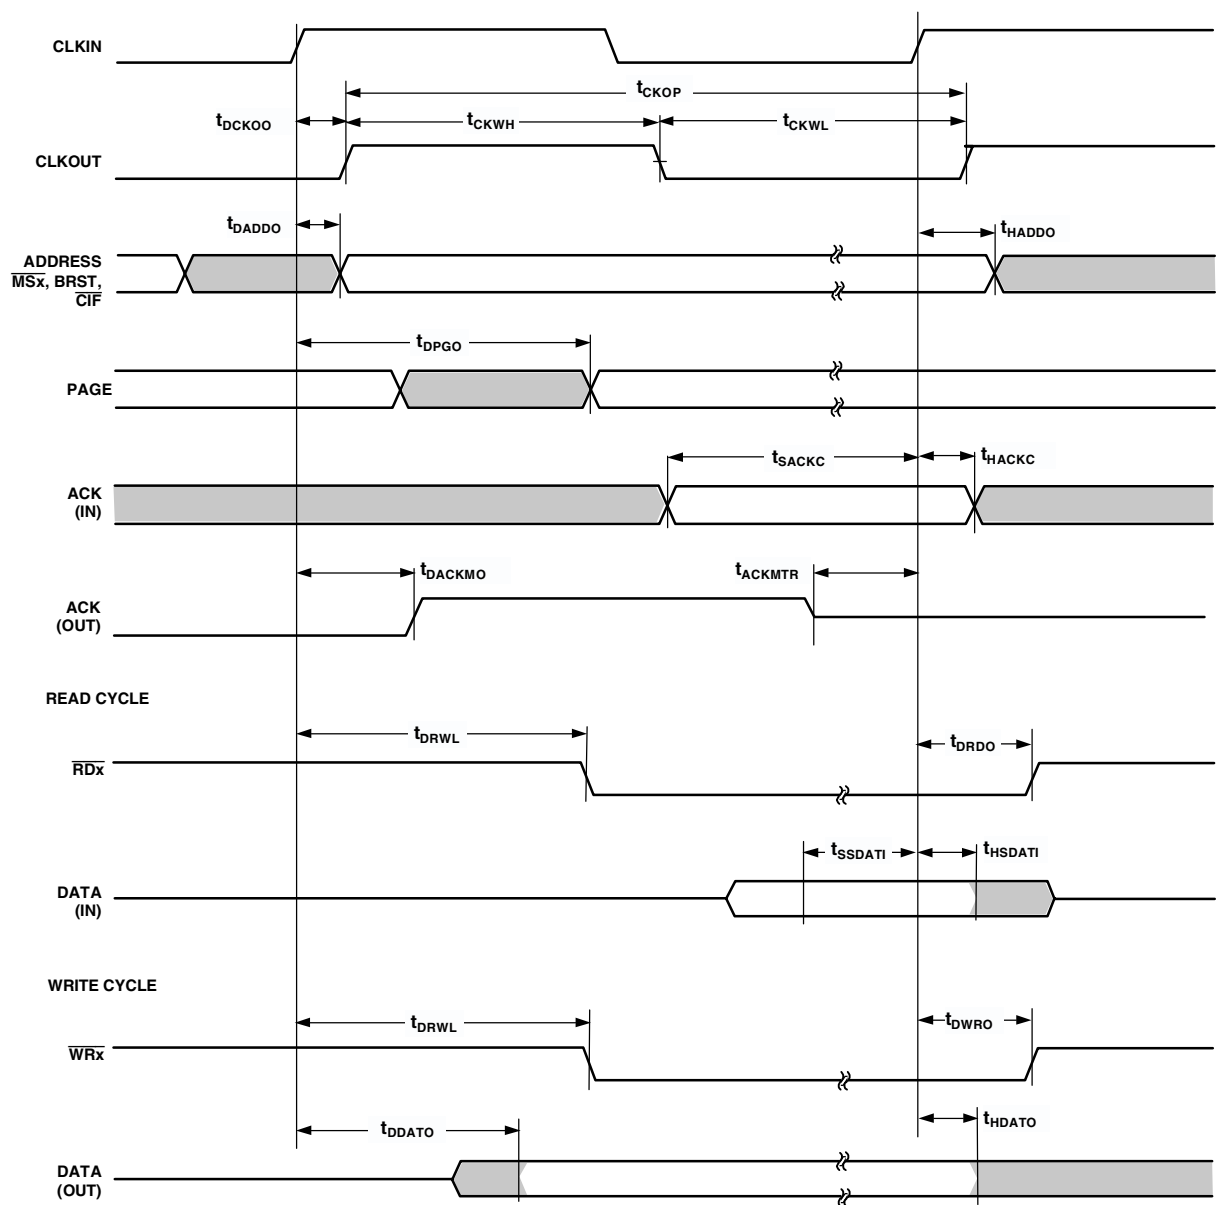 CLKIN
tCKOP
tDCKOO
tCKWH
tCKWL
CLKOUT
tDADDO
tHADDO
ADDRESS
MSx, BRST,
CIF
tDPGO
PAGE
tSACKC
tHACKC
ACK
(IN)
tDACKMO
tACKMTR
ACK
(OUT)
READ CYCLE
tDRWL
tDRDO
RDx
tSSDATI
tHSDATI
DATA
(IN)
WRITE CYCLE
tDRWL
tDWRO
WRx
tDDATO
tHDATO
DATA
(OUT)